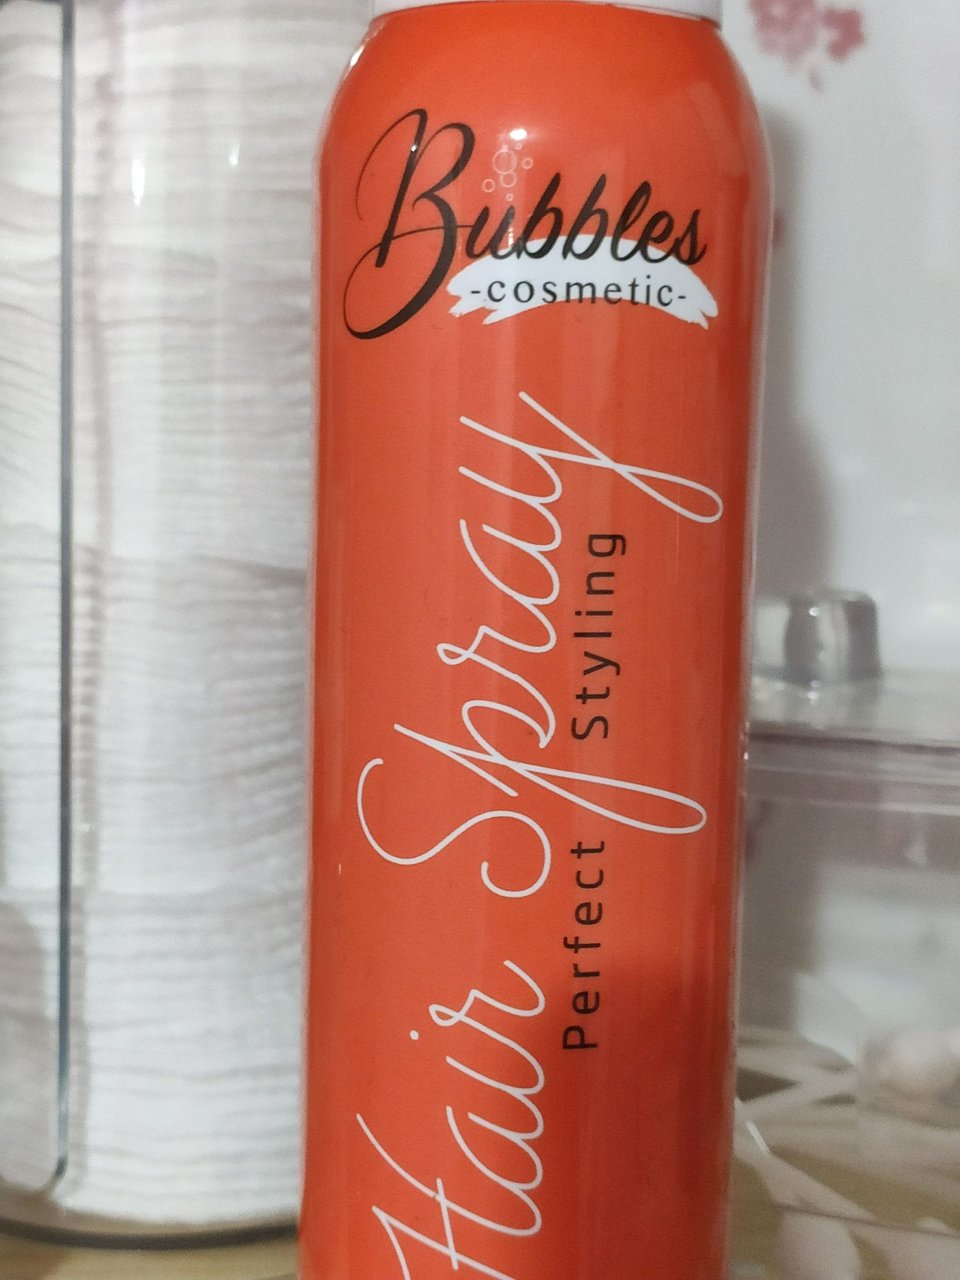 Bubbles
-cosmetic-
Hair Spray
Perfect Styling